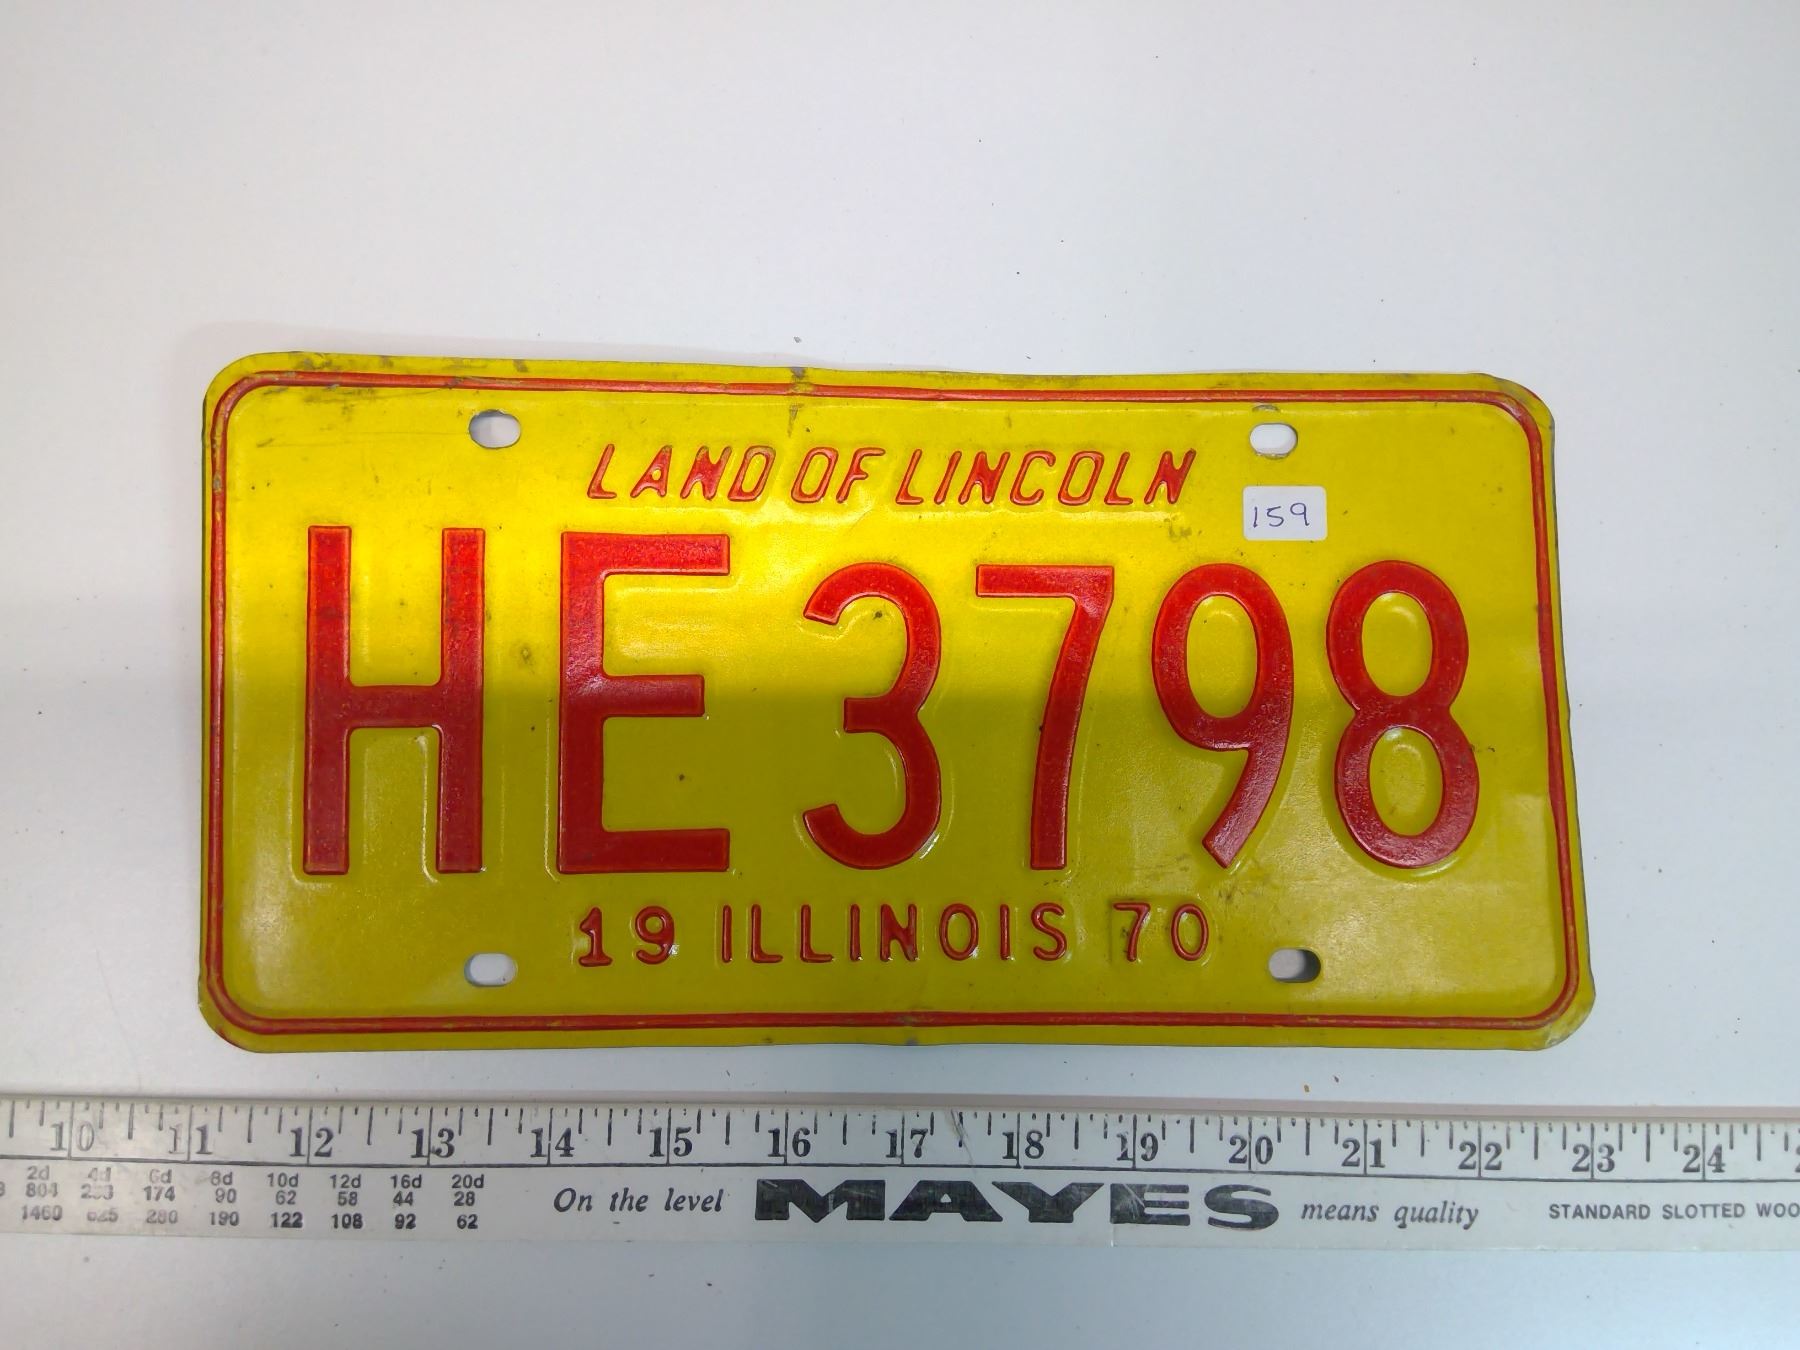 LAND OF LINCOLN
159
HE 3798
19 ILLINOIS 70
10 11 12 13 14 15 16 17 18 19 20 21 22 23 24
2d 4d 6d 8d 10d 12d 16d 20d
804 174 90 62 58 44 28
1460 625 280 190 122 108 92 62
On the level MAYES means quality STANDARD SLOTTED